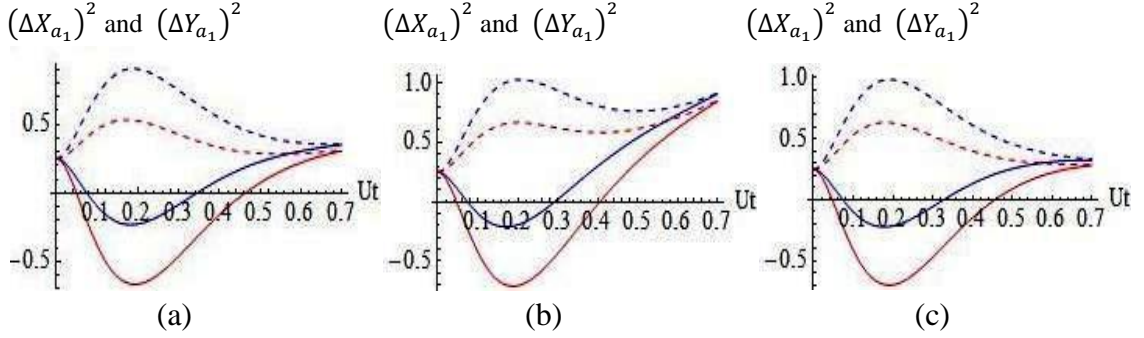 (ΔX_{a_1})^2 and (ΔY_{a_1})^2 (ΔX_{a_1})^2 and (ΔY_{a_1})^2 (ΔX_{a_1})^2 and (ΔY_{a_1})^2
0.5
-0.5
0.1 0.2 0.3 0.4 0.5 0.6 0.7
Ut
(a)
1.0
0.5
-0.5
0.1 0.2 0.3 0.4 0.5 0.6 0.7
Ut
(b)
1.0
0.5
-0.5
0.1 0.2 0.3 0.4 0.5 0.6 0.7
Ut
(c)